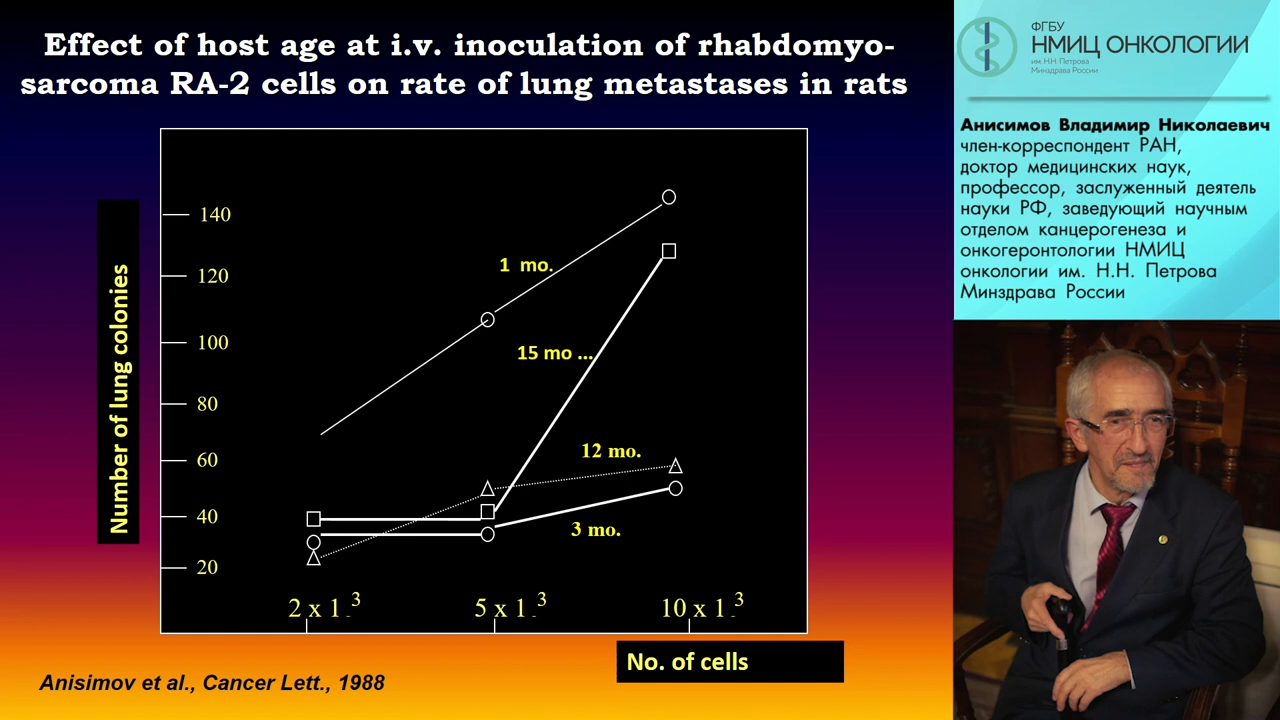 Effect of host age at i.v. inoculation of rhabdomyo-
sarcoma RA-2 cells on rate of lung metastases in rats
Number of lung colonies
140
120
100
80
60
40
20
1 mo.
15 mo ...
12 mo.
3 mo.
2 x 1 3
5 x 1 3
10 x 1 3
No. of cells
Anisimov et al., Cancer Lett., 1988
ФГБУ
НМИЦ ОНКОЛОГИИ
им. Н.Н. Петрова
Минздрава России
Анисимов Владимир Николаевич
член-корреспондент РАН,
доктор медицинских наук,
профессор, заслуженный деятель
науки РФ, заведующий научным
отделом канцерогенеза и
онкогеронтологии НМИЦ
онкологии им. Н.Н. Петрова
Минздрава России